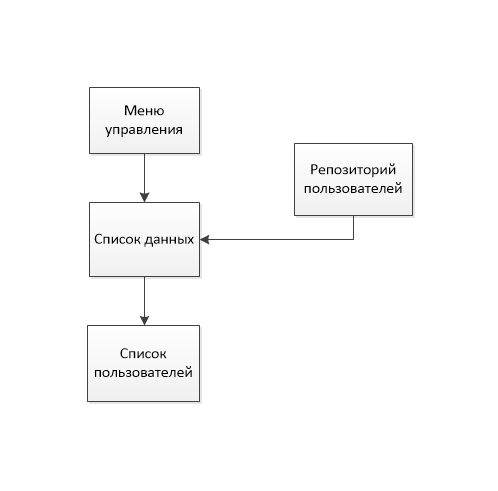 Меню
управления
Репозиторий
пользователей
Список данных
Список
пользователей